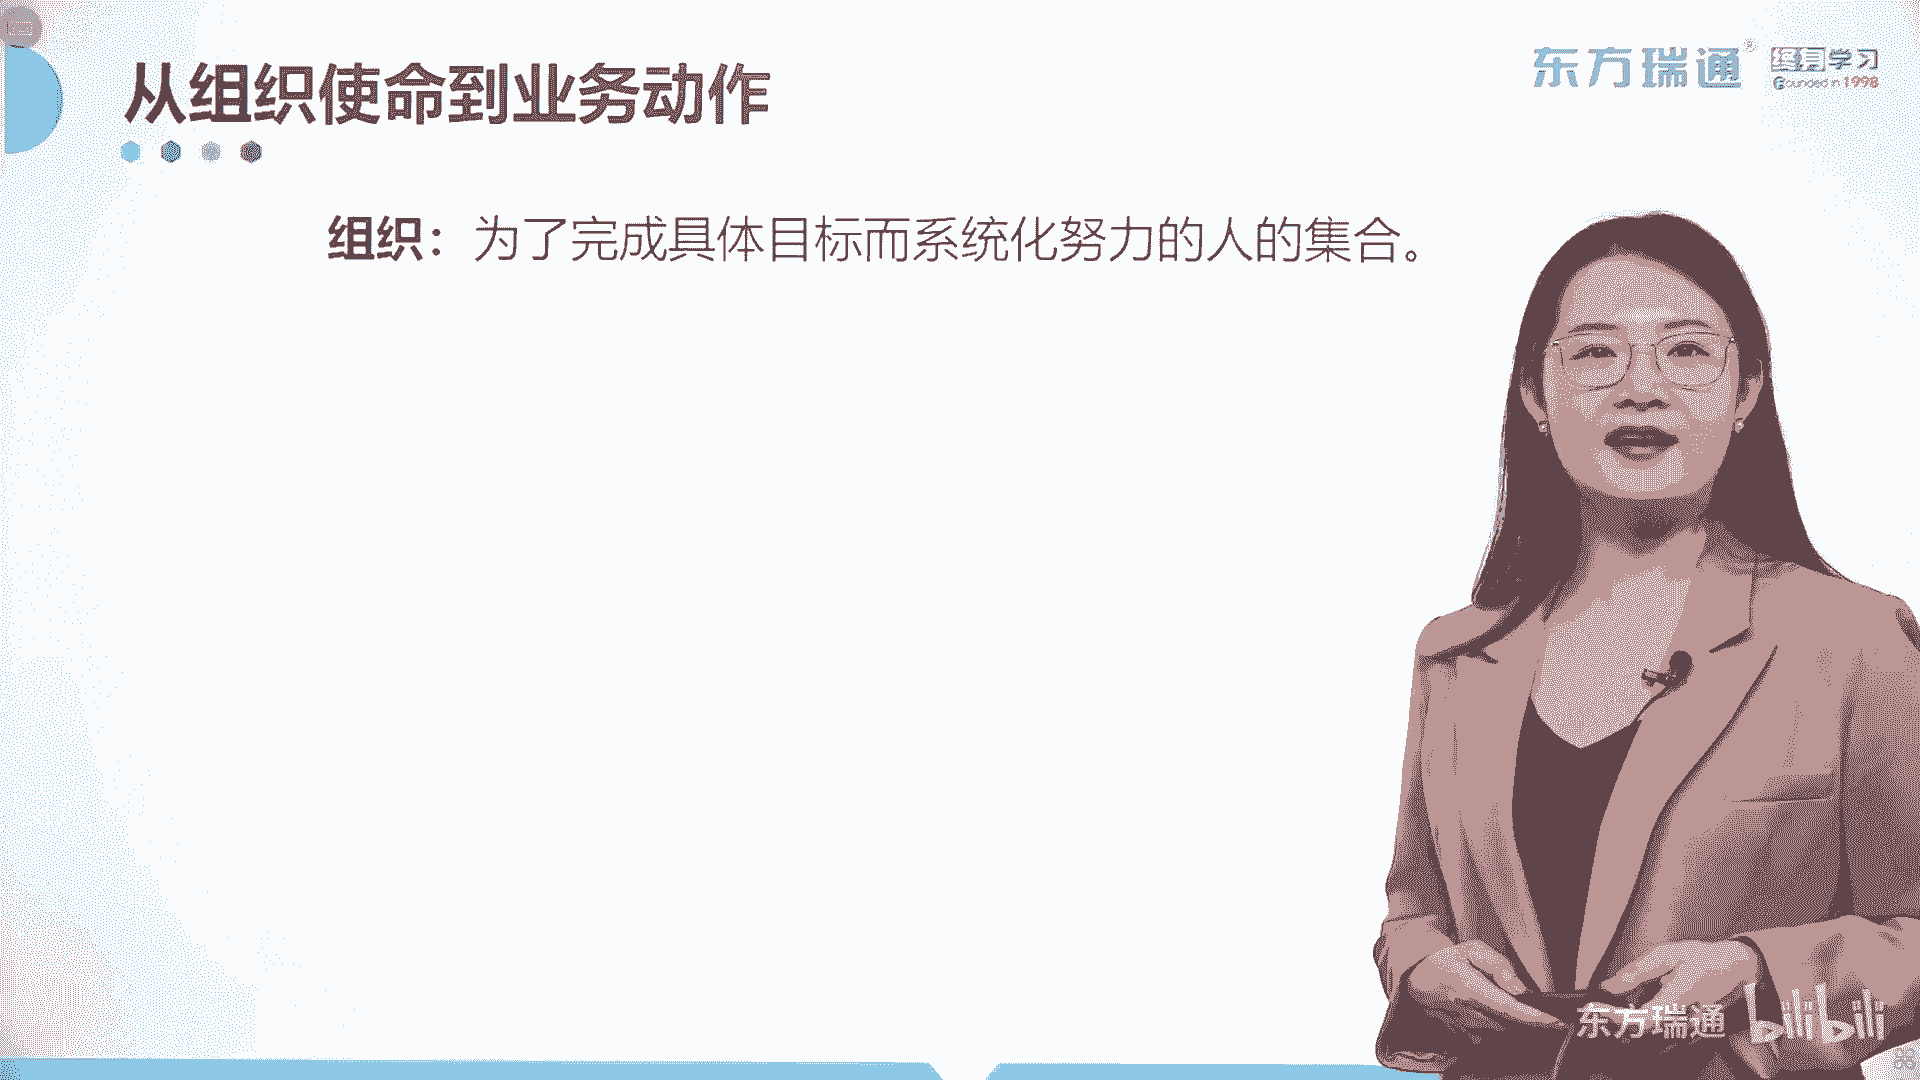 从组织使命到业务动作
东方瑞通® 终身学习
Founded in 1998
组织：为了完成具体目标而系统化努力的人的集合。
东方瑞通 bilibili